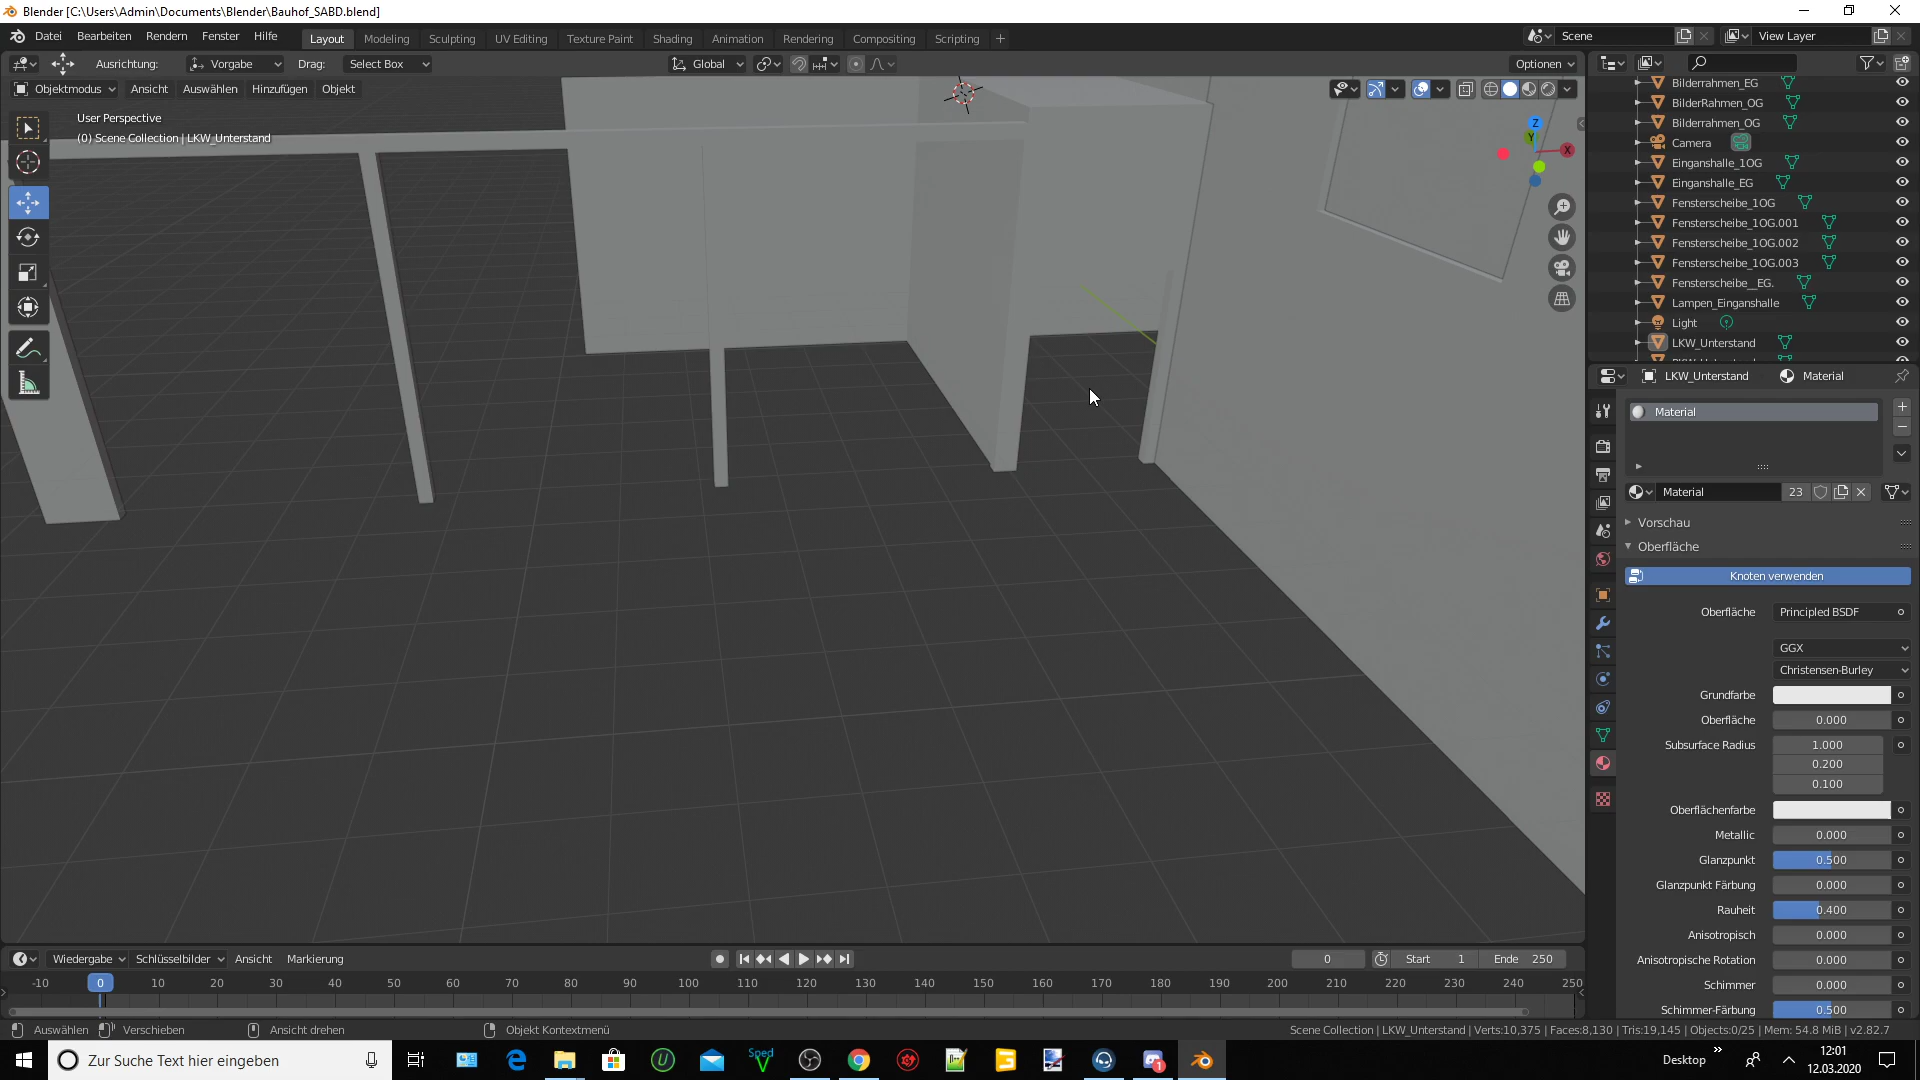 Blender [C:\Users\Admin\Documents\Blender\Bauhof_SABD.blend]
Datei Bearbeiten Rendern Fenster Hilfe Layout Modeling Sculpting UV Editing Texture Paint Shading Animation Rendering Compositing Scripting Scene View Layer
Ausrichtung: Vorgabe Drag: Select Box Global Optionen
Objektmodus Ansicht Auswählen Hinzufügen Objekt
User Perspective
(0) Scene Collection | LKW_Unterstand
Z
Y
X
Bilderrahmen_EG
BilderRahmen_OG
Bilderrahmen_OG
Camera
Einganshalle_1OG
Einganshalle_EG
Fensterscheibe_1OG
Fensterscheibe_1OG.001
Fensterscheibe_1OG.002
Fensterscheibe_1OG.003
Fensterscheibe__EG.
Lampen_Einganshalle
Light
LKW_Unterstand
LKW_Unterstand Material
Material
Material 23
Vorschau
Oberfläche
Knoten verwenden
Oberfläche Principled BSDF
GGX
Christensen-Burley
Grundfarbe
Oberfläche 0.000
Subsurface Radius 1.000
0.200
0.100
Oberflächenfarbe
Metallic 0.000
Glanzpunkt 0.500
Glanzpunkt Färbung 0.000
Rauheit 0.400
Anisotropisch 0.000
Anisotropische Rotation 0.000
Schimmer 0.000
Schimmer-Färbung 0.500
Wiedergabe Schlüsselbilder Ansicht Markierung 0 Start 1 Ende 250
-10 0 10 20 30 40 50 60 70 80 90 100 110 120 130 140 150 160 170 180 190 200 210 220 230 240 250
Auswählen Verschieben Ansicht drehen Objekt Kontextmenü Scene Collection | LKW_Unterstand | Verts:10,375 | Faces:8,130 | Tris:19,145 | Objects:0/25 | Mem: 54.8 MiB | v2.82.7
Zur Suche Text hier eingeben Sped V Desktop 12:01
12.03.2020